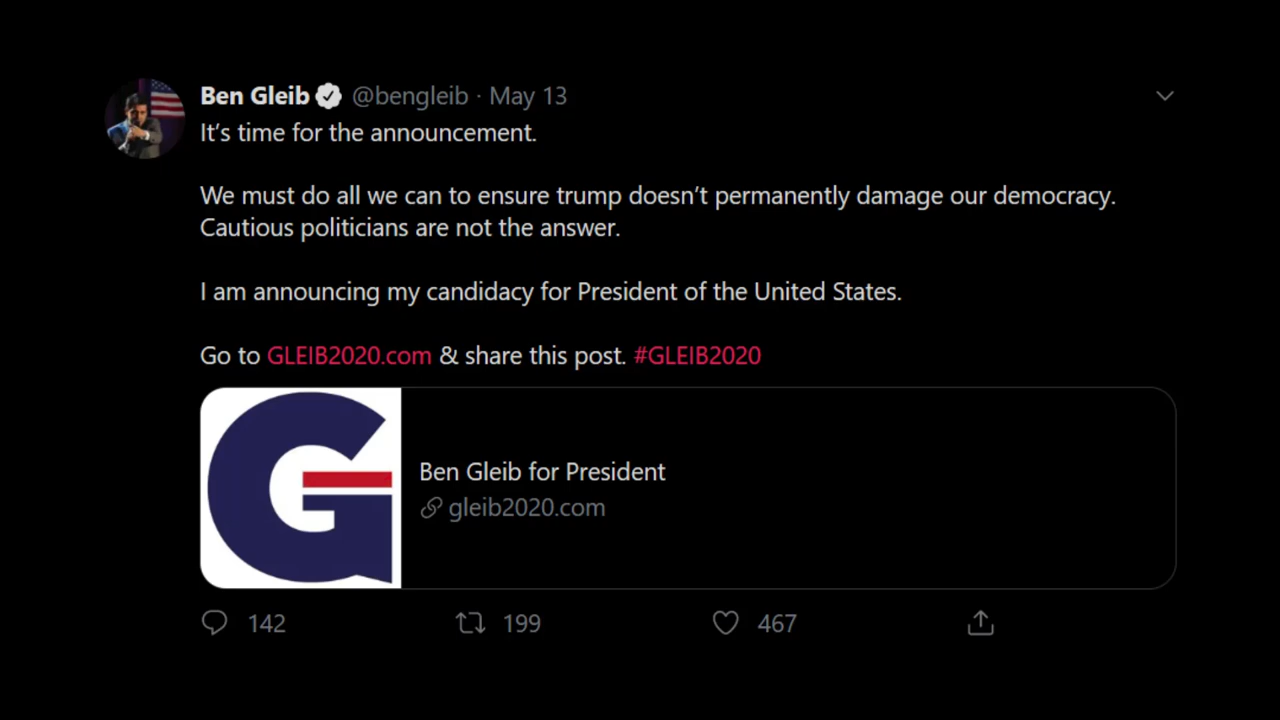 Ben Gleib @bengleib · May 13
It’s time for the announcement.
We must do all we can to ensure trump doesn’t permanently damage our democracy.
Cautious politicians are not the answer.
I am announcing my candidacy for President of the United States.
Go to GLEIB2020.com & share this post. #GLEIB2020
G
Ben Gleib for President
gleib2020.com
142 199 467